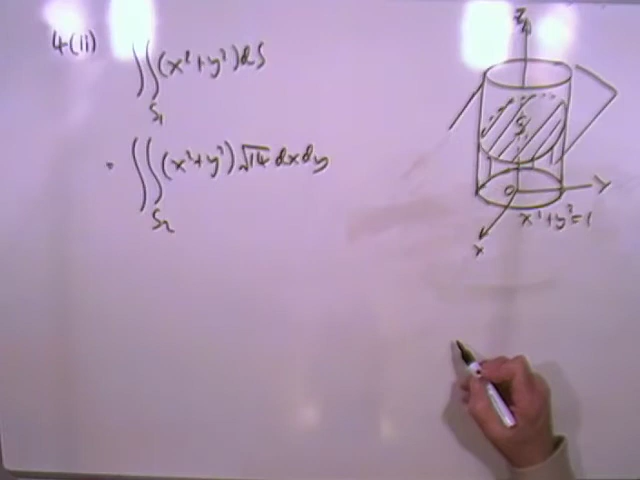 4(ii)
∬(x²+y²)dS
S₁
= ∬(x²+y²)√14 dxdy
S₂
Z
S₁
O
Y
x²+y²=1
x